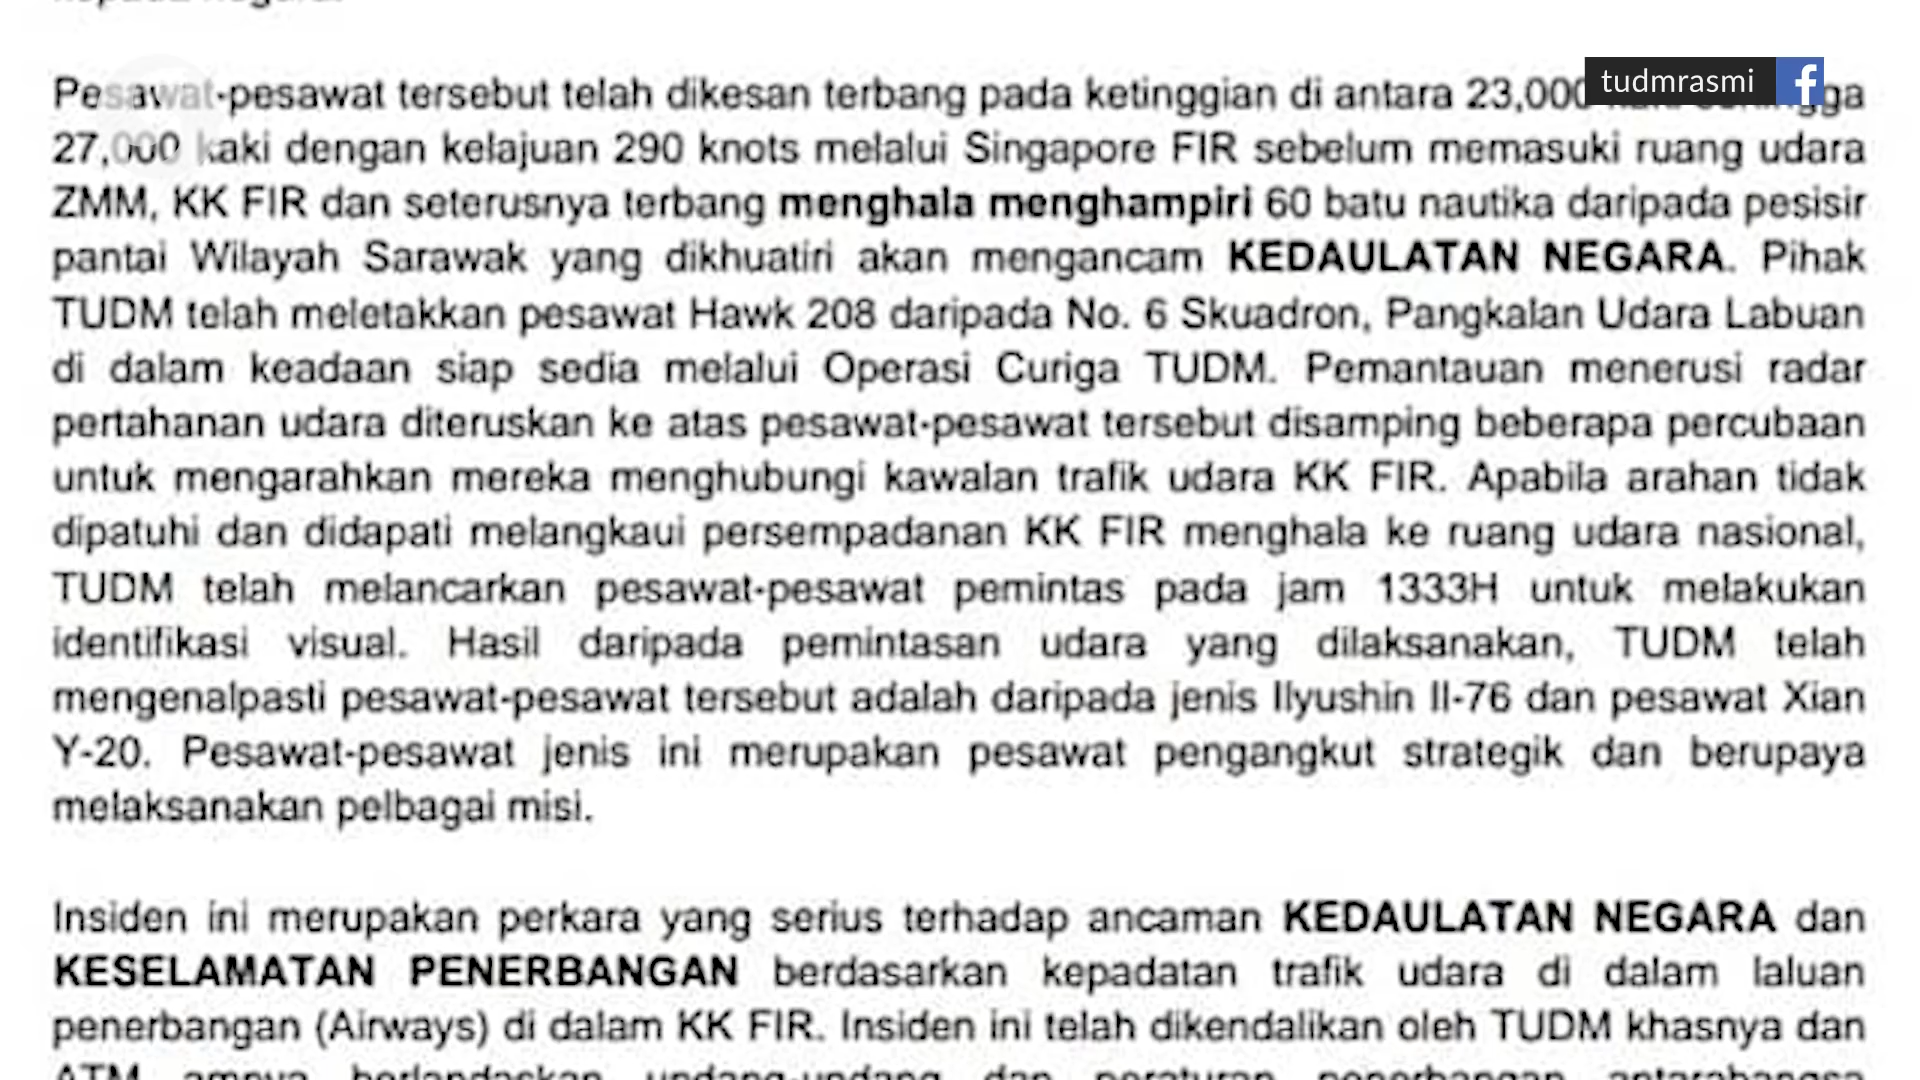 tudmrasmi
Pesawat-pesawat tersebut telah dikesan terbang pada ketinggian di antara 23,000
27,000 kaki dengan kelajuan 290 knots melalui Singapore FIR sebelum memasuki ruang udara
ZMM, KK FIR dan seterusnya terbang menghala menghampiri 60 batu nautika daripada pesisir
pantai Wilayah Sarawak yang dikhuatiri akan mengancam KEDAULATAN NEGARA. Pihak
TUDM telah meletakkan pesawat Hawk 208 daripada No. 6 Skuadron, Pangkalan Udara Labuan
di dalam keadaan siap sedia melalui Operasi Curiga TUDM. Pemantauan menerusi radar
pertahanan udara diteruskan ke atas pesawat-pesawat tersebut disamping beberapa percubaan
untuk mengarahkan mereka menghubungi kawalan trafik udara KK FIR. Apabila arahan tidak
dipatuhi dan didapati melangkaui persempadanan KK FIR menghala ke ruang udara nasional,
TUDM telah melancarkan pesawat-pesawat pemintas pada jam 1333H untuk melakukan
identifikasi visual. Hasil daripada pemintasan udara yang dilaksanakan, TUDM telah
mengenalpasti pesawat-pesawat tersebut adalah daripada jenis Ilyushin Il-76 dan pesawat Xian
Y-20. Pesawat-pesawat jenis ini merupakan pesawat pengangkut strategik dan berupaya
melaksanakan pelbagai misi.
Insiden ini merupakan perkara yang serius terhadap ancaman KEDAULATAN NEGARA dan
KESELAMATAN PENERBANGAN berdasarkan kepadatan trafik udara di dalam laluan
penerbangan (Airways) di dalam KK FIR. Insiden ini telah dikendalikan oleh TUDM khasnya dan